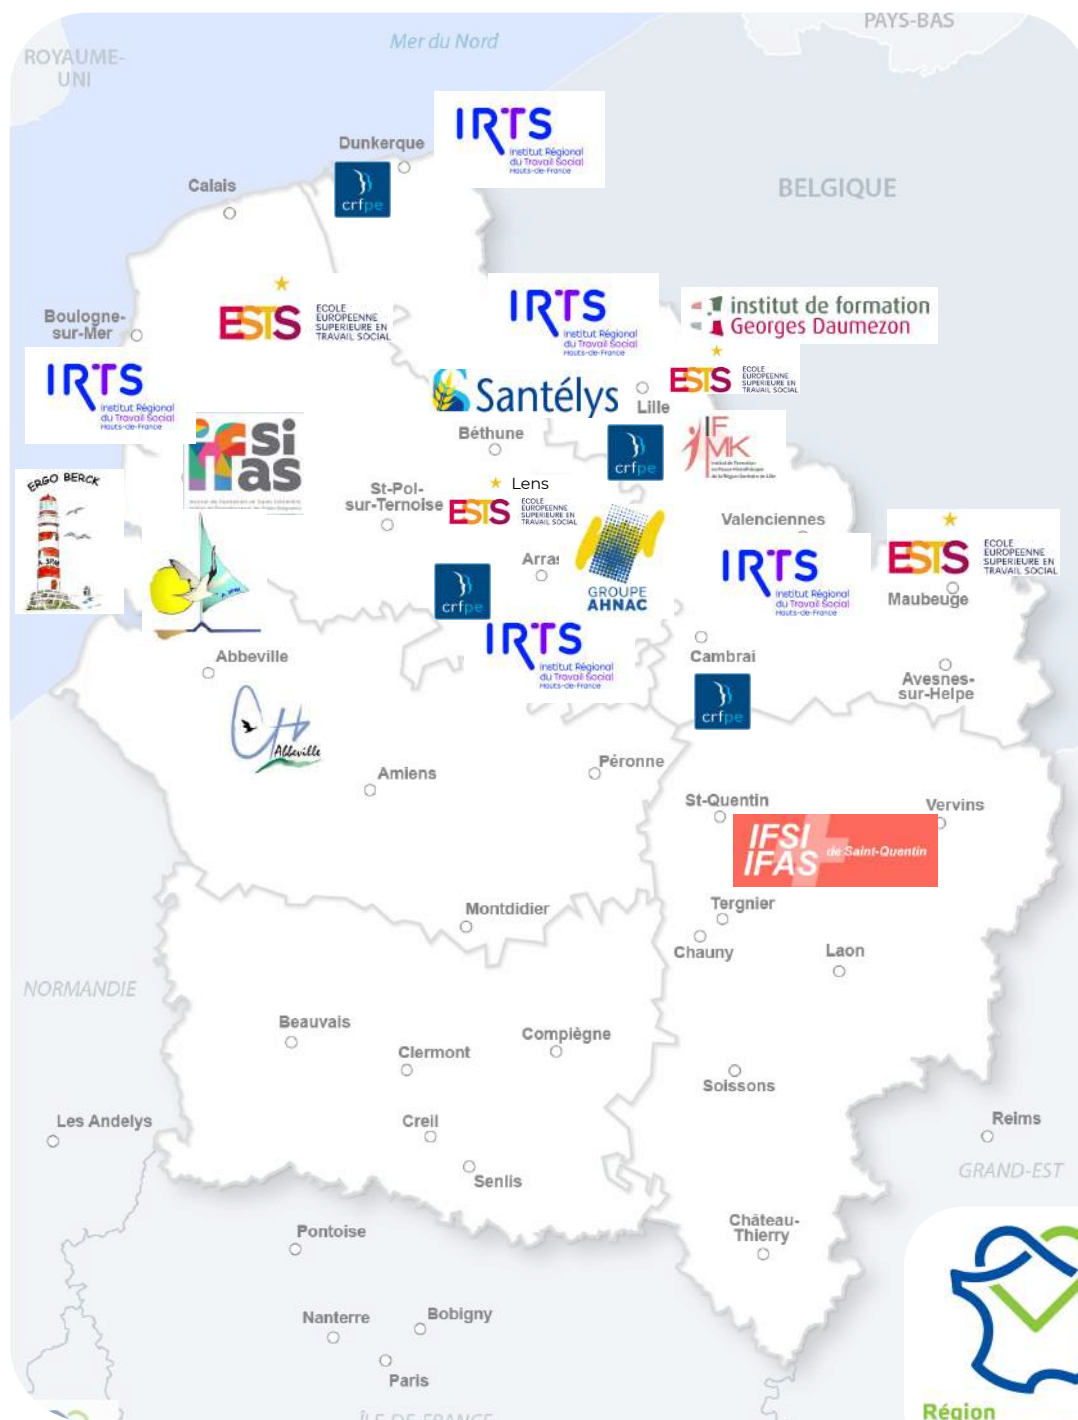 PAYS-BAS
Mer du Nord
ROYAUME-
UNI
IRTS
Institut Régional
du Travail Social
Hauts-de-France
Dunkerque
crfpe
Calais
BELGIQUE
ESTS
ECOLE
EUROPEENNE
SUPERIEURE EN
TRAVAIL SOCIAL
IRTS
Institut Régional
du Travail Social
Hauts-de-France
institut de formation
Georges Daumezon
Boulogne-
sur-Mer
IRTS
Institut Régional
du Travail Social
Hauts-de-France
ESTS
ECOLE
EUROPEENNE
SUPERIEURE EN
TRAVAIL SOCIAL
Santélys
Lille
ifsi
ifas
Béthune
crfpe
IFMK
ERGO BERCK
A. 3PM
St-Pol-
sur-Ternoise
Lens
ESTS
ECOLE
EUROPEENNE
SUPERIEURE EN
TRAVAIL SOCIAL
Valenciennes
ESTS
ECOLE
EUROPEENNE
SUPERIEURE EN
TRAVAIL SOCIAL
Arras
GROUPE
AHNAC
IRTS
Institut Régional
du Travail Social
Hauts-de-France
Maubeuge
crfpe
IRTS
Institut Régional
du Travail Social
Hauts-de-France
Cambrai
Avesnes-
sur-Helpe
crfpe
Abbeville
CH
Abbeville
Amiens
Péronne
St-Quentin
Vervins
IFSI
IFAS
de Saint-Quentin
Tergnier
Chauny
Montdidier
Laon
NORMANDIE
Beauvais
Clermont
Compiègne
Soissons
Les Andelys
Creil
Senlis
Reims
GRAND-EST
Château-
Thierry
Pontoise
Nanterre
Bobigny
Paris
ÎLE-DE-FRANCE
Région